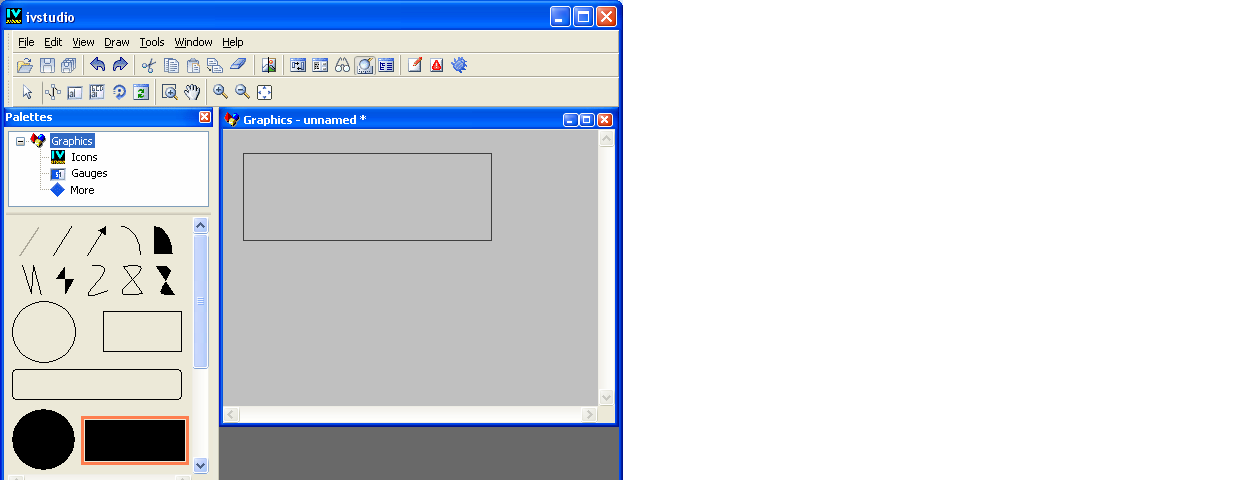 ivstudio
File Edit View Draw Tools Window Help
Palettes
Graphics - unnamed *
Graphics
Icons
Gauges
More